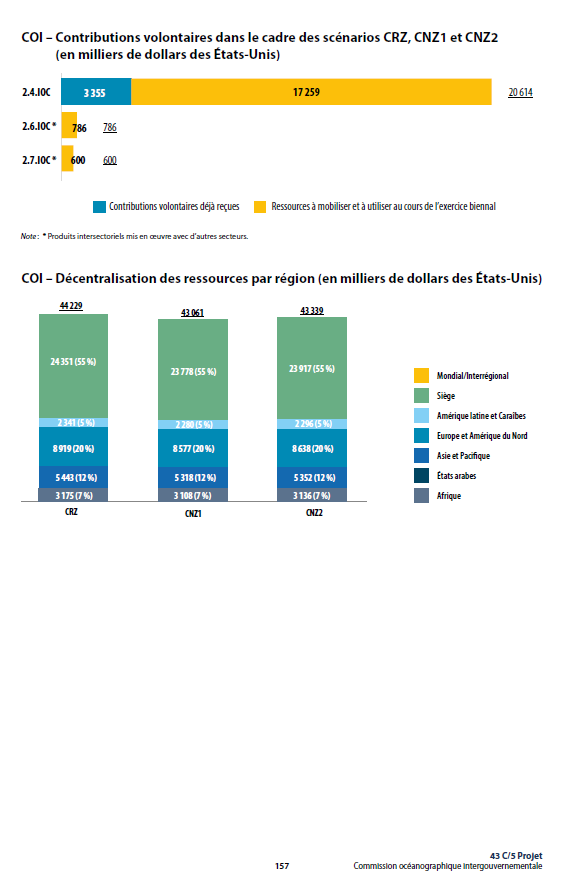 COI – Contributions volontaires dans le cadre des scénarios CRZ, CNZ1 et CNZ2
(en milliers de dollars des États-Unis)
2.4.IOC 3 355 17 259 20 614
2.6.IOC * 786 786
2.7.IOC * 600 600
Contributions volontaires déjà reçues Ressources à mobiliser et à utiliser au cours de l'exercice biennal
Note : * Produits intersectoriels mis en œuvre avec d'autres secteurs.
COI – Décentralisation des ressources par région (en milliers de dollars des États-Unis)
44 229 43 061 43 339
24 351 (55 %) 23 778 (55 %) 23 917 (55 %)
2 341 (5 %) 2 280 (5 %) 2 296 (5 %)
8 919 (20 %) 8 577 (20 %) 8 638 (20 %)
5 443 (12 %) 5 318 (12 %) 5 352 (12 %)
3 175 (7 %) 3 108 (7 %) 3 136 (7 %)
CRZ CNZ1 CNZ2
Mondial/Interrégional
Siège
Amérique latine et Caraïbes
Europe et Amérique du Nord
Asie et Pacifique
États arabes
Afrique
43 C/5 Projet
157 Commission océanographique intergouvernementale